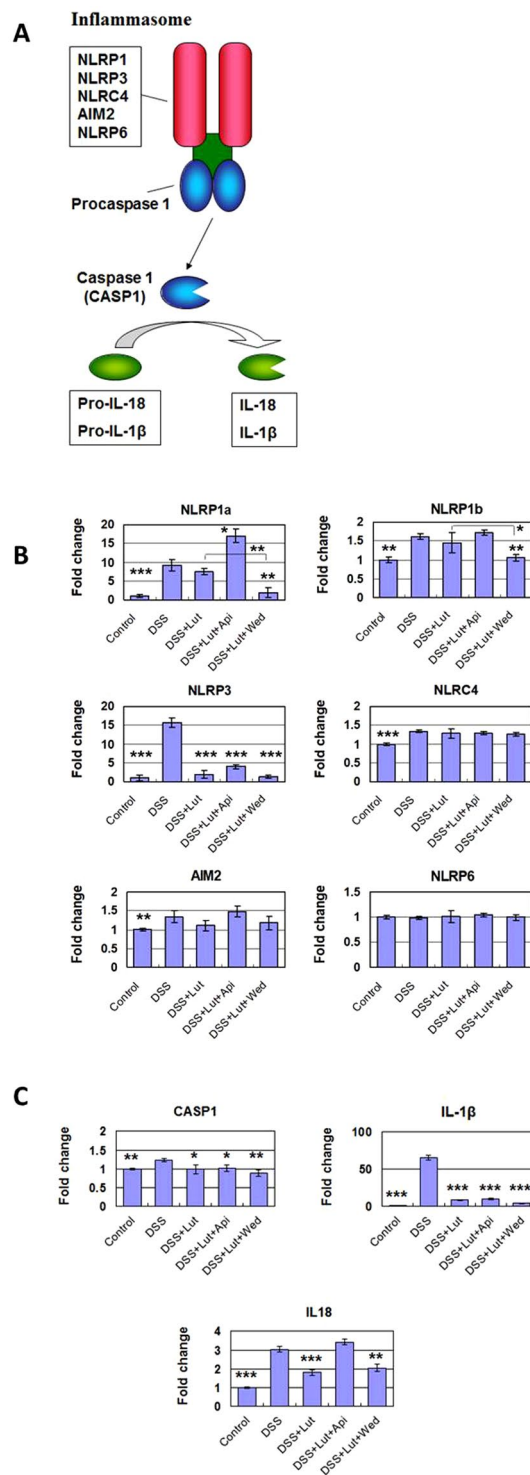 Inflammasome
A
NLRP1
NLRP3
NLRC4
AIM2
NLRP6
Procaspase 1
Caspase 1
(CASP1)
Pro-IL-18
Pro-IL-1β
IL-18
IL-1β
B
NLRP1a
Fold change
20
15
10
5
0
***
*
**
**
Control
DSS
DSS+Lut
DSS+Lut+Api
DSS+Lut+Wed
NLRP1b
Fold change
2
1.5
1
0.5
0
**
*
**
Control
DSS
DSS+Lut
DSS+Lut+Api
DSS+Lut+Wed
NLRP3
Fold change
20
15
10
5
0
***
***
***
***
Control
DSS
DSS+Lut
DSS+Lut+Api
DSS+Lut+Wed
NLRC4
Fold change
2
1.5
1
0.5
0
***
Control
DSS
DSS+Lut
DSS+Lut+Api
DSS+Lut+Wed
AIM2
Fold change
2
1.5
1
0.5
0
**
Control
DSS
DSS+Lut
DSS+Lut+Api
DSS+Lut+Wed
NLRP6
Fold change
1.5
1
0.5
0
Control
DSS
DSS+Lut
DSS+Lut+Api
DSS+Lut+Wed
C
CASP1
Fold change
2
1.5
1
0.5
0
**
*
*
**
Control
DSS
DSS+Lut
DSS+Lut+Api
DSS+Lut+Wed
IL-1β
Fold change
100
50
0
***
***
***
***
Control
DSS
DSS+Lut
DSS+Lut+Api
DSS+Lut+Wed
IL18
Fold change
4
3
2
1
0
***
***
**
Control
DSS
DSS+Lut
DSS+Lut+Api
DSS+Lut+Wed